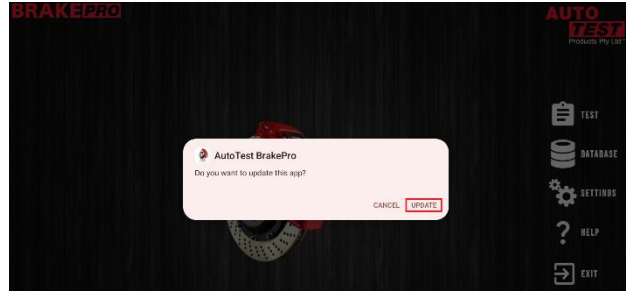 BRAKEPRO
AUTO
TEST
Products Pty Ltd
TEST
DATABASE
SETTINGS
HELP
EXIT
AutoTest BrakePro
Do you want to update this app?
CANCEL UPDATE